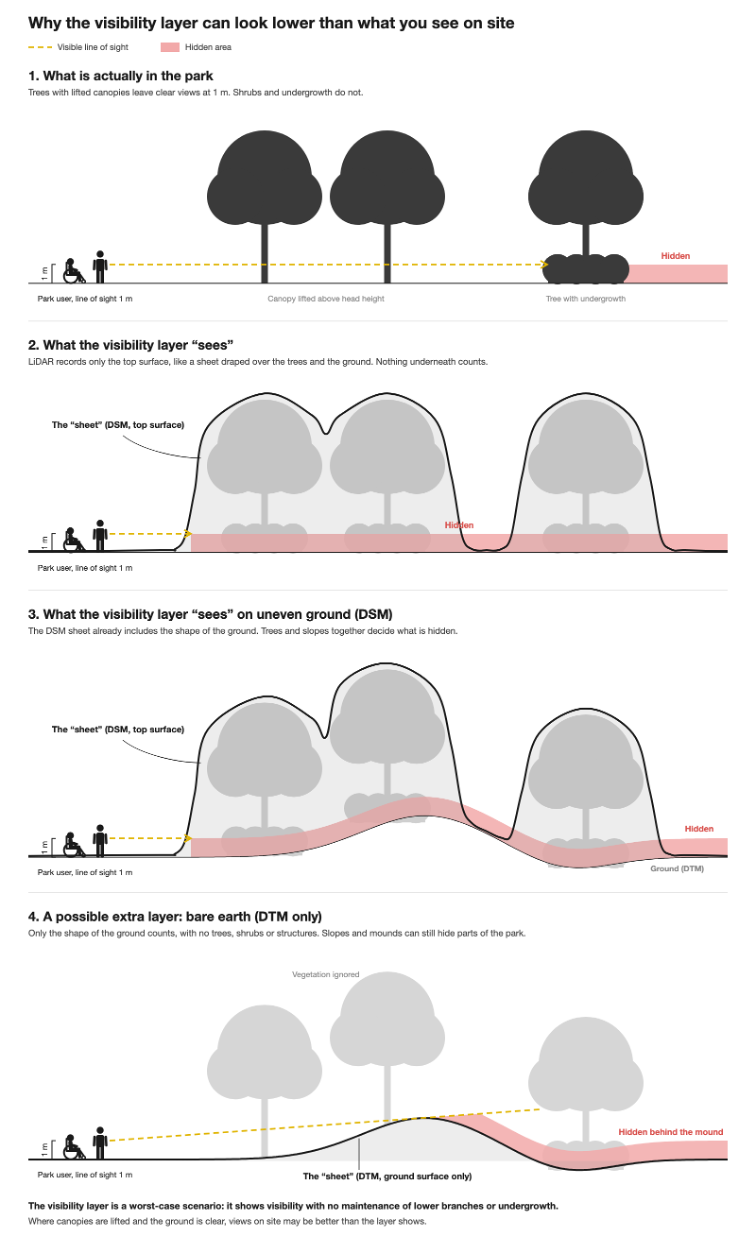 Why the visibility layer can look lower than what you see on site
Visible line of sight
Hidden area
1. What is actually in the park
Trees with lifted canopies leave clear views at 1 m. Shrubs and undergrowth do not.
Hidden
1 m
Park user, line of sight 1 m
Canopy lifted above head height
Tree with undergrowth
2. What the visibility layer “sees”
LiDAR records only the top surface, like a sheet draped over the trees and the ground. Nothing underneath counts.
The “sheet” (DSM, top surface)
Hidden
1 m
Park user, line of sight 1 m
3. What the visibility layer “sees” on uneven ground (DSM)
The DSM sheet already includes the shape of the ground. Trees and slopes together decide what is hidden.
The “sheet” (DSM, top surface)
Hidden
1 m
Ground (DTM)
Park user, line of sight 1 m
4. A possible extra layer: bare earth (DTM only)
Only the shape of the ground counts, with no trees, shrubs or structures. Slopes and mounds can still hide parts of the park.
Vegetation ignored
Hidden behind the mound
1 m
Park user, line of sight 1 m
The “sheet” (DTM, ground surface only)
The visibility layer is a worst-case scenario: it shows visibility with no maintenance of lower branches or undergrowth.
Where canopies are lifted and the ground is clear, views on site may be better than the layer shows.